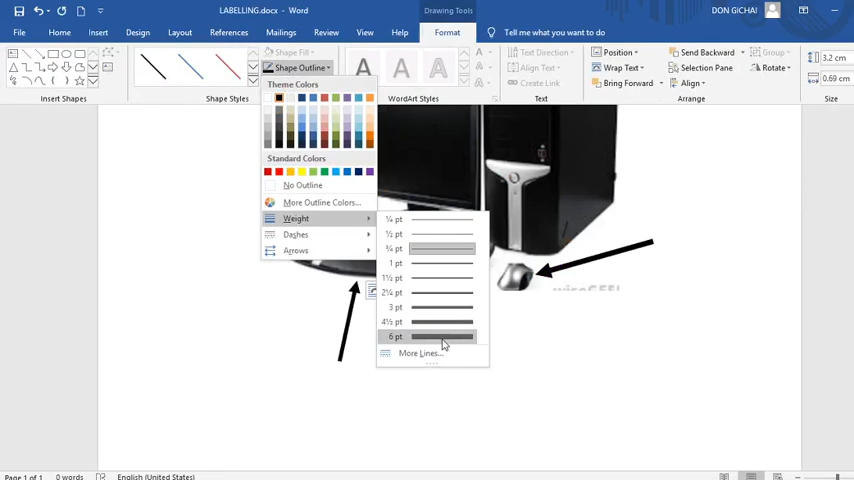 LABELLING.docx - Word
Drawing Tools
DON GICHAI
File
Home
Insert
Design
Layout
References
Mailings
Review
View
Help
Format
Tell me what you want to do
Shape Fill
Shape Outline
Theme Colors
Standard Colors
No Outline
More Outline Colors...
Weight
Dashes
Arrows
¼ pt
½ pt
¾ pt
1 pt
1½ pt
2¼ pt
3 pt
4½ pt
6 pt
More Lines...
A A A
Text Direction
Align Text
Create Link
Position
Wrap Text
Bring Forward
Send Backward
Selection Pane
Align
Group
Rotate
3.2 cm
0.69 cm
Insert Shapes
Shape Styles
WordArt Styles
Text
Arrange
Size
Page 1 of 1
0 words
English (United States)